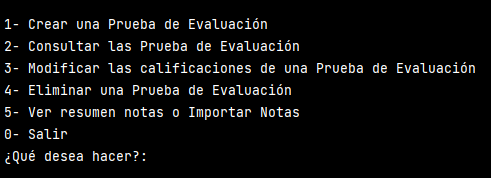 1- Crear una Prueba de Evaluación
2- Consultar las Prueba de Evaluación
3- Modificar las calificaciones de una Prueba de Evaluación
4- Eliminar una Prueba de Evaluación
5- Ver resumen notas o Importar Notas
0- Salir
¿Qué desea hacer?: